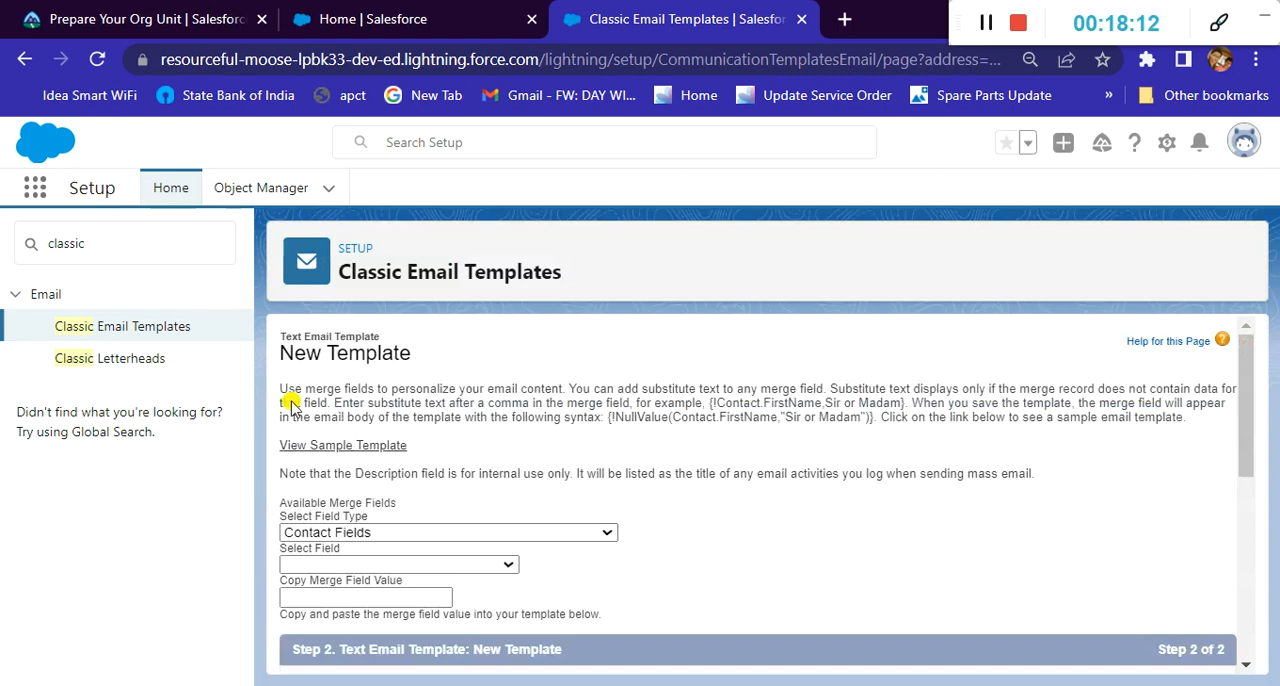 Prepare Your Org Unit | Salesforc
Home | Salesforce
Classic Email Templates | Salesfor
00:18:12
resourceful-moose-lpbk33-dev-ed.lightning.force.com/lightning/setup/CommunicationTemplatesEmail/page?address=...
Idea Smart WiFi
State Bank of India
apct
New Tab
Gmail - FW: DAY WI...
Home
Update Service Order
Spare Parts Update
»
Other bookmarks
Search Setup
Setup
Home
Object Manager
classic
Email
Classic Email Templates
Classic Letterheads
Didn't find what you're looking for?
Try using Global Search.
SETUP
Classic Email Templates
Text Email Template
New Template
Help for this Page
Use merge fields to personalize your email content. You can add substitute text to any merge field. Substitute text displays only if the merge record does not contain data for
field. Enter substitute text after a comma in the merge field, for example, {!Contact.FirstName,Sir or Madam}. When you save the template, the merge field will appear
in the email body of the template with the following syntax: {!NullValue(Contact.FirstName,"Sir or Madam")}. Click on the link below to see a sample email template.
View Sample Template
Note that the Description field is for internal use only. It will be listed as the title of any email activities you log when sending mass email.
Available Merge Fields
Select Field Type
Contact Fields
Select Field
Copy Merge Field Value
Copy and paste the merge field value into your template below.
Step 2. Text Email Template: New Template
Step 2 of 2